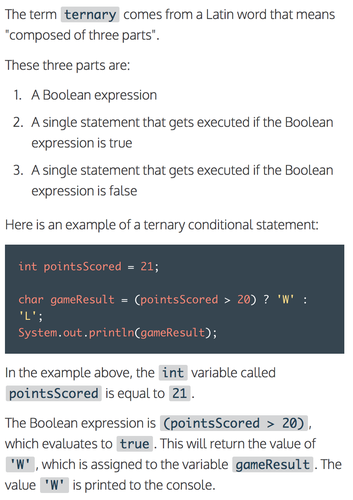 The term ternary comes from a Latin word that means
"composed of three parts".
These three parts are:
1. A Boolean expression
2. A single statement that gets executed if the Boolean
expression is true
3. A single statement that gets executed if the Boolean
expression is false
Here is an example of a ternary conditional statement:
int pointsScored = 21;
char gameResult = (pointsScored > 20) ? 'W' :
'L';
System.out.println(gameResult);
In the example above, the int variable called
pointsScored is equal to 21.
The Boolean expression is (pointsScored > 20),
which evaluates to true. This will return the value of
'W', which is assigned to the variable gameResult. The
value 'W' is printed to the console.